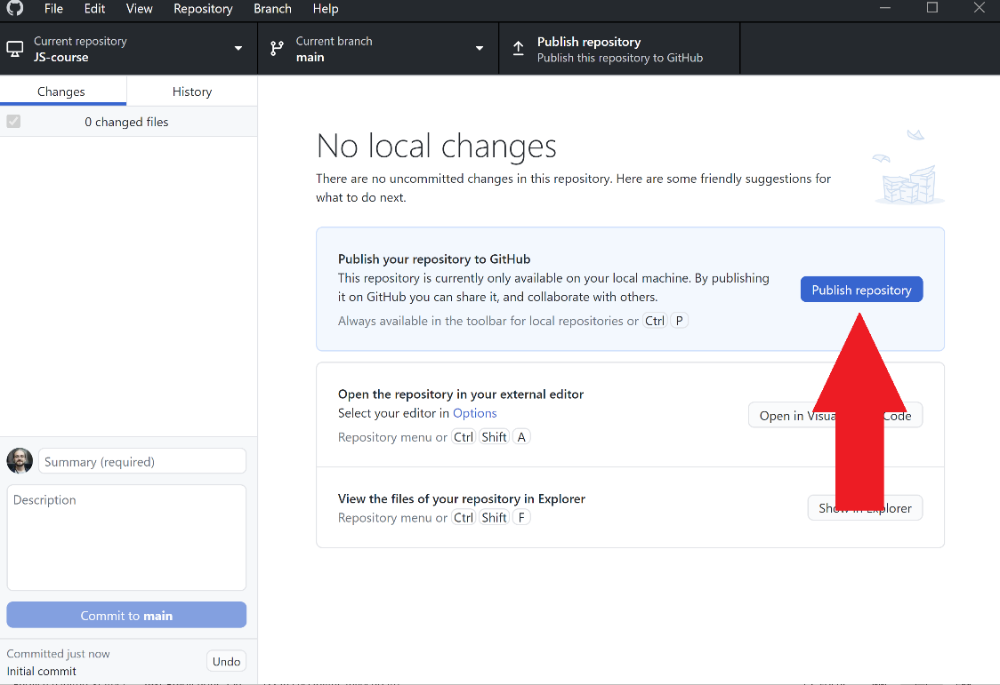 File Edit View Repository Branch Help
Current repository
JS-course
Current branch
main
Publish repository
Publish this repository to GitHub
Changes History
0 changed files
No local changes
There are no uncommitted changes in this repository. Here are some friendly suggestions for
what to do next.
Publish your repository to GitHub
This repository is currently only available on your local machine. By publishing
it on GitHub you can share it, and collaborate with others.
Always available in the toolbar for local repositories or Ctrl P
Publish repository
Open the repository in your external editor
Select your editor in Options
Repository menu or Ctrl Shift A
Open in Code
View the files of your repository in Explorer
Repository menu or Ctrl Shift F
Show in Explorer
Summary (required)
Description
Commit to main
Committed just now
Initial commit
Undo